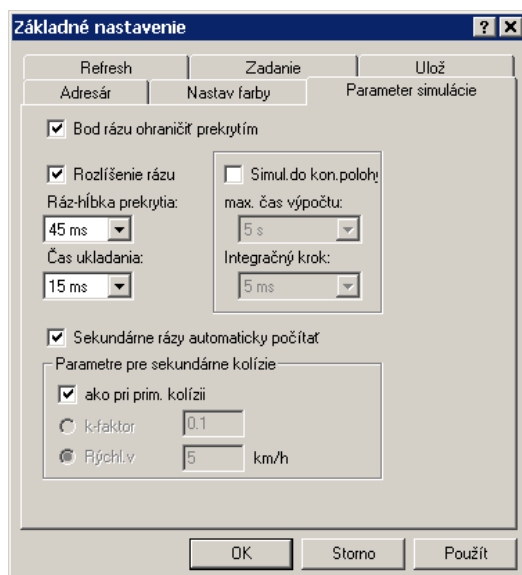 Základné nastavenie
Refresh Zadanie Ulož
Adresár Nastav farby Parameter simulácie
Bod rázu ohraničiť prekrytím
Rozlíšenie rázu Simul.do kon.polohy
Ráz-hĺbka prekrytia: max. čas výpočtu:
45 ms 5 s
Čas ukladania: Integračný krok:
15 ms 5 ms
Sekundárne rázy automaticky počítať
Parametre pre sekundárne kolízie
ako pri prim. kolízii
k-faktor 0.1
Rýchl.v 5 km/h
OK Storno Použít